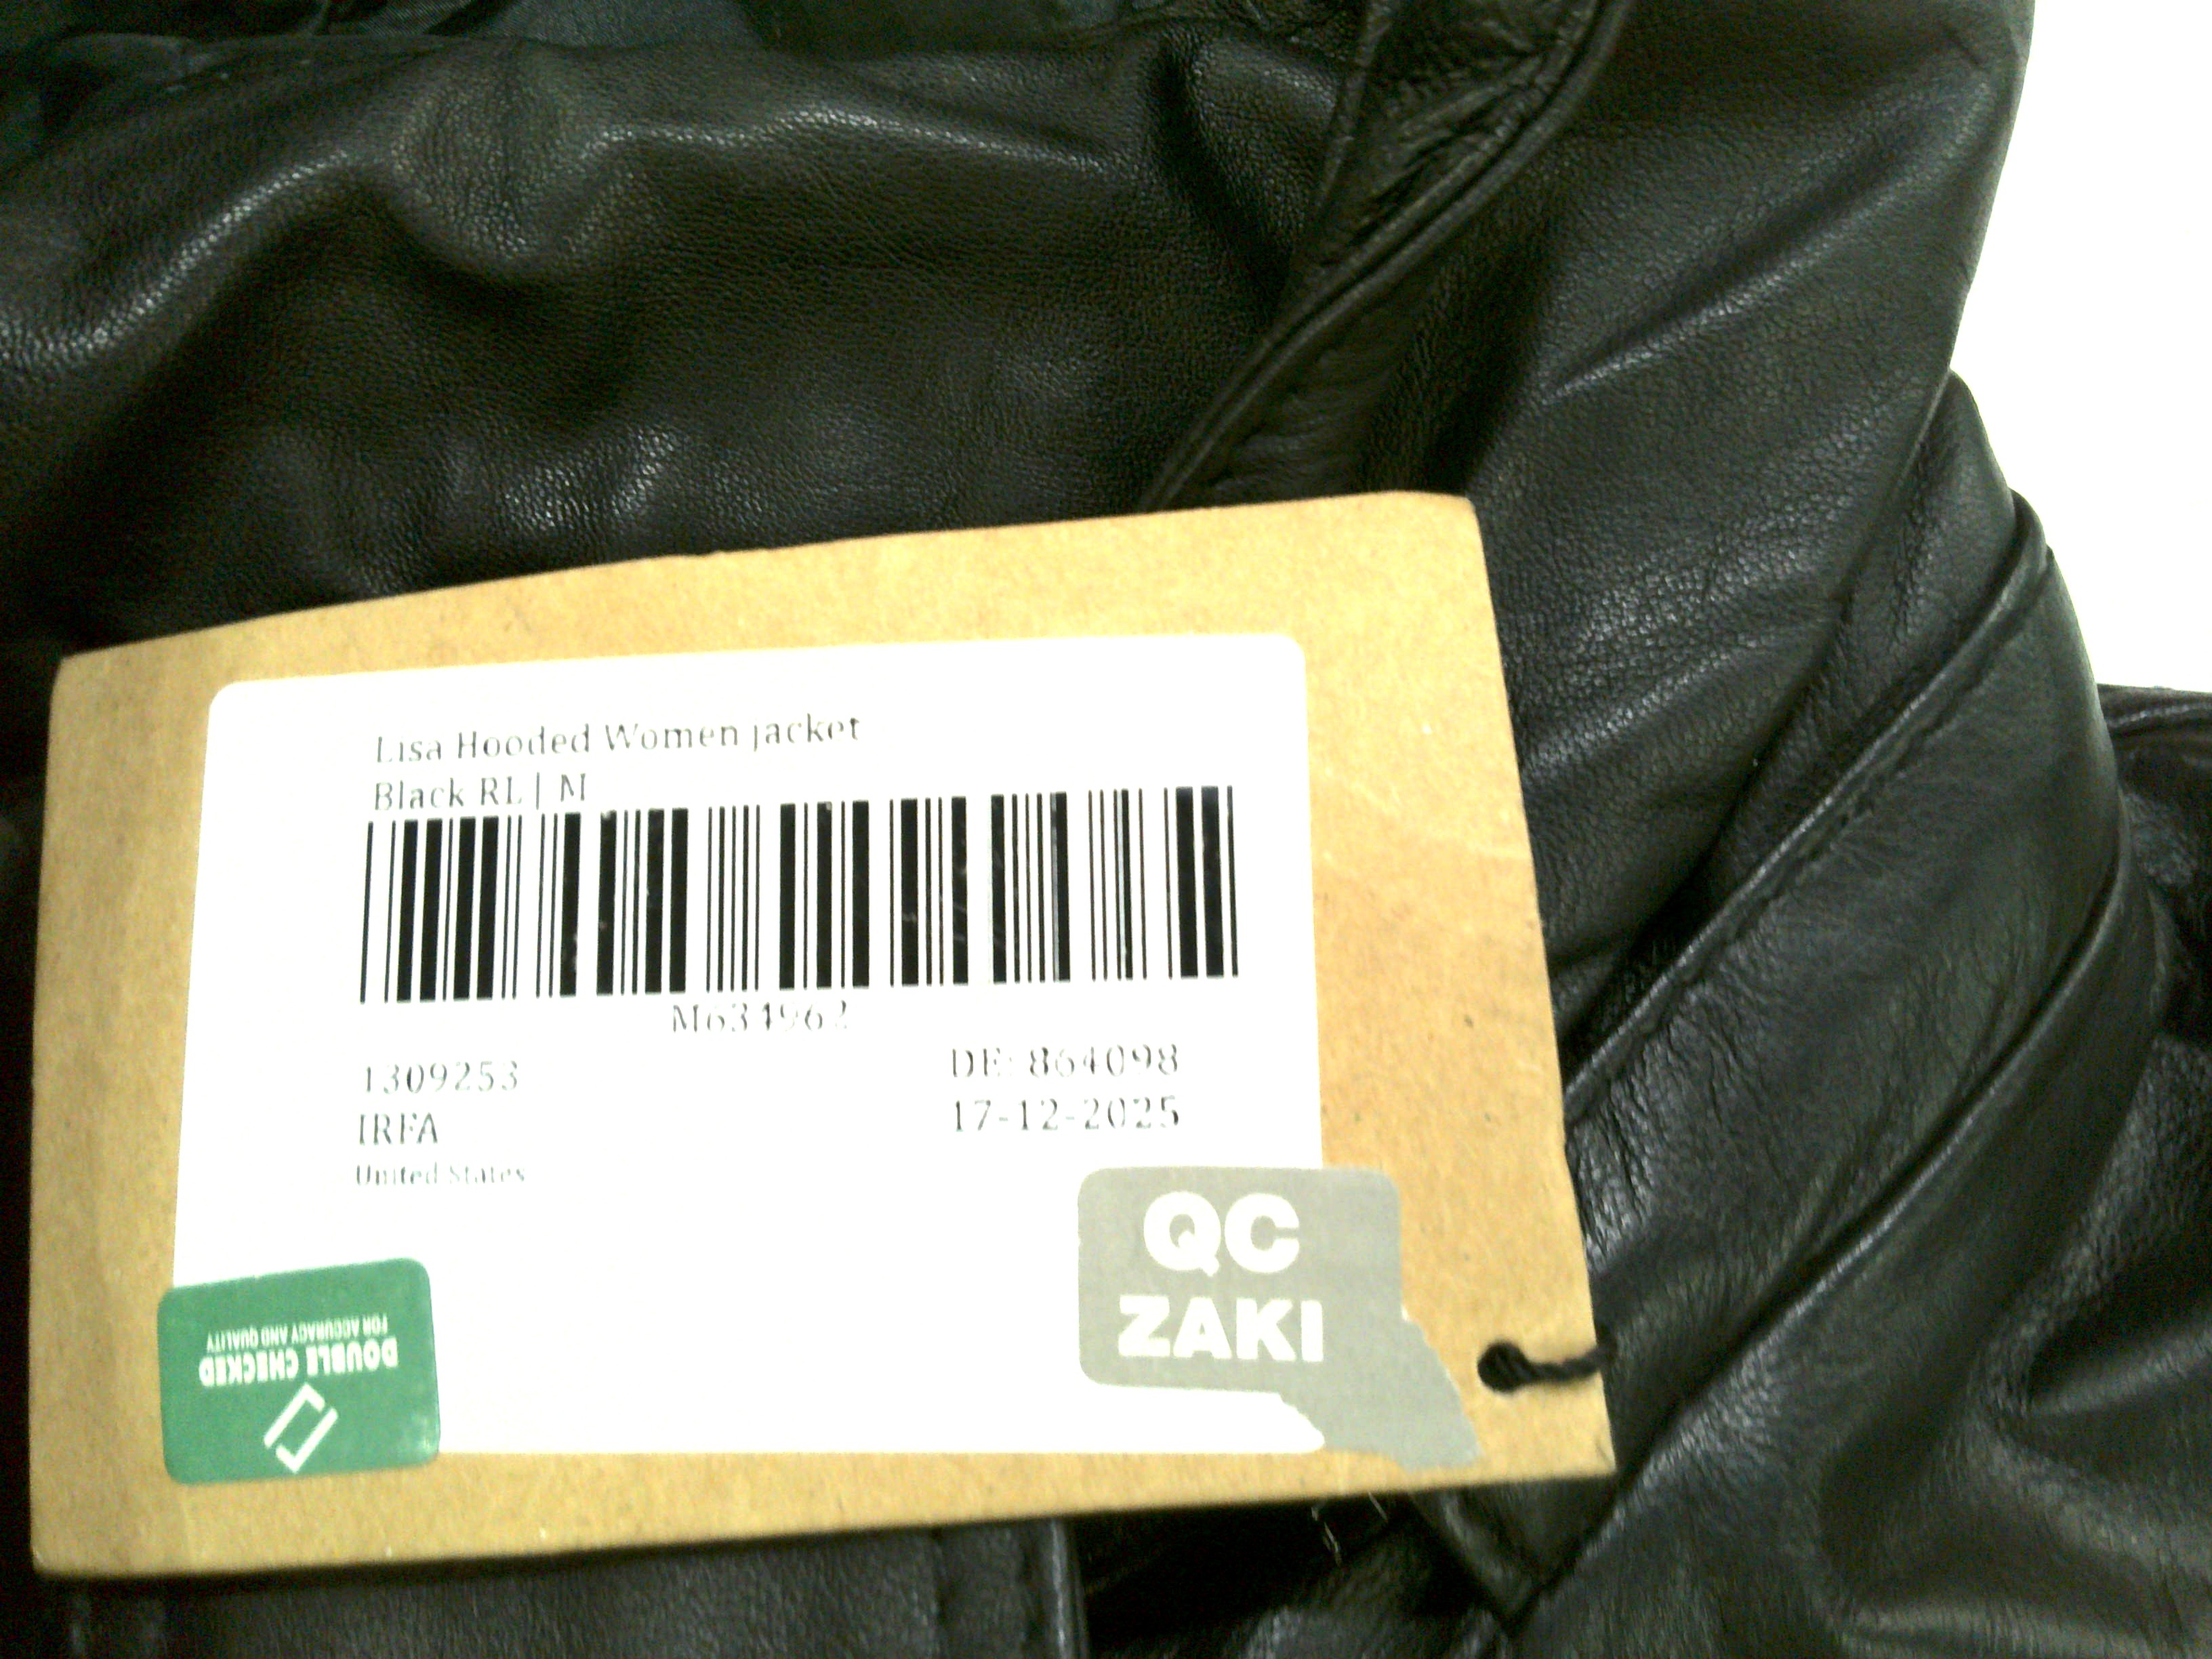 Lisa Hooded Women jacket
Black RL | M
M634962
1309253
DE: 864098
IRFA
17-12-2025
United States
QC
ZAKI
DOUBLE CHECKED
FOR ACCURACY AND QUALITY